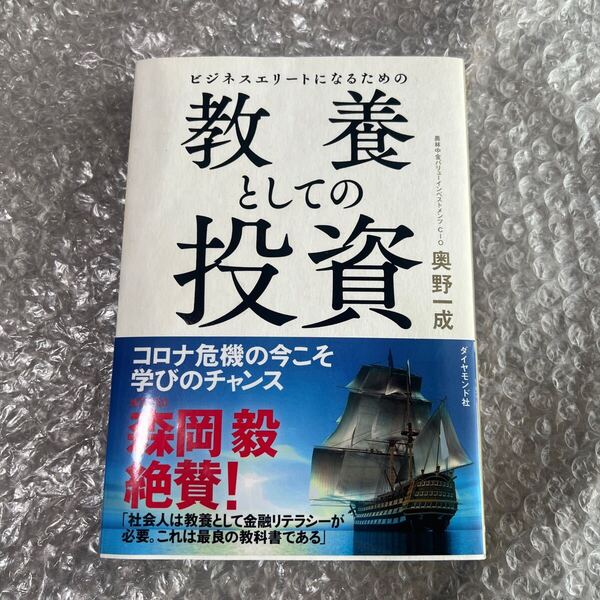 ビジネスエリートになるための
教養
としての
投資
農林中金バリューインベストメンツ CIO
奥野一成
ダイヤモンド社
コロナ危機の今こそ
学びのチャンス
森岡毅
絶賛!
「社会人は教養として金融リテラシーが
必要。これは最良の教科書である」